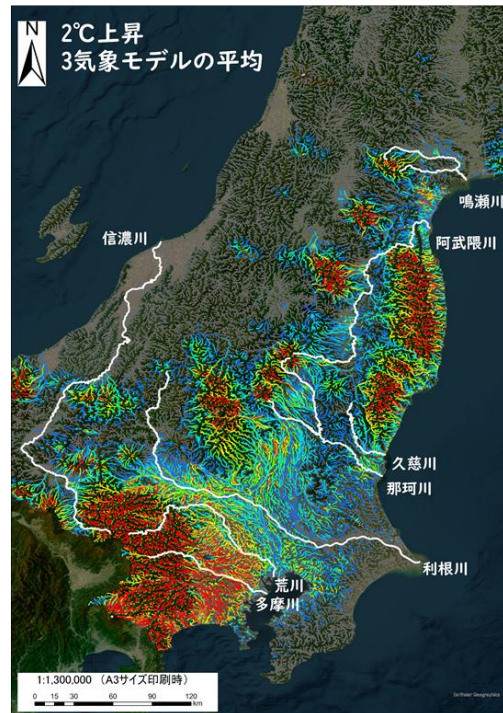 N
2℃上昇
3気象モデルの平均
鳴瀬川
信濃川
阿武隈川
久慈川
那珂川
利根川
荒川
多摩川
1:1,300,000 （A3サイズ印刷時）
0 15 30 60 90 120
km
Earthstar Geographics